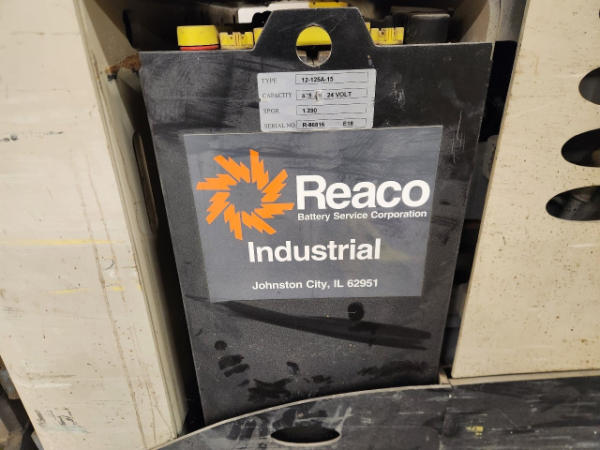 TYPE 12-125A-15
CAPACITY 24 VOLT
SPGR 1.290
SERIAL NO R-86816 E18
Reaco
Battery Service Corporation
Industrial
Johnston City, IL 62951